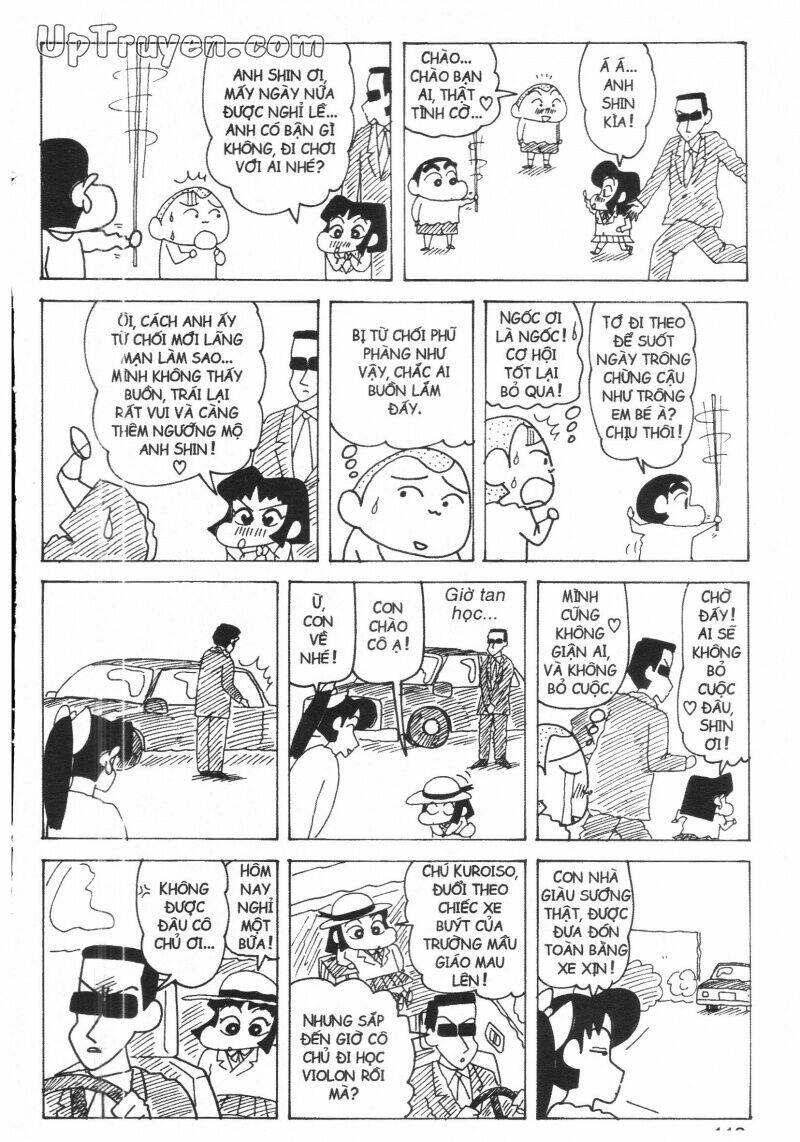 UpTruyen.com
Á Á...
ANH
SHIN
KÌA!
CHÀO...
CHÀO BẠN
AI, THẬT
TÌNH CỜ...♡
ANH SHIN ƠI,
MẤY NGÀY NỮA
ĐƯỢC NGHỈ LỄ...
ANH CÓ BẬN GÌ
KHÔNG, ĐI CHƠI
VỚI AI NHÉ?
TỚ ĐI THEO
ĐỂ SUỐT
NGÀY TRÔNG
CHỪNG CẬU
NHƯ TRÔNG
EM BÉ À?
CHỊU THÔI!
NGỐC ƠI
LÀ NGỐC!
CƠ HỘI
TỐT LẠI
BỎ QUA!
BỊ TỪ CHỐI PHŨ
PHÀNG NHƯ
VẬY, CHẮC AI
BUỒN LẮM
ĐẤY.
ÔI, CÁCH ANH ẤY
TỪ CHỐI MỚI LÃNG
MẠN LÀM SAO...
MÌNH KHÔNG THẤY
BUỒN, TRÁI LẠI
RẤT VUI VÀ CÀNG
THÊM NGƯỠNG MỘ
ANH SHIN!
♡
CHỜ
ĐẤY!
AI SẼ
KHÔNG
BỎ
CUỘC
♡ ĐÂU,
SHIN
ƠI!
MÌNH
CŨNG
KHÔNG ♡
GIẬN AI,
VÀ KHÔNG
BỎ CUỘC.
Giờ tan
học...
CON
CHÀO
CÔ Ạ!
Ừ,
CON
VỀ
NHÉ!
CON NHÀ
GIÀU SƯỚNG
THẬT, ĐƯỢC
ĐƯA ĐÓN
TOÀN BẰNG
XE XỊN!
CHÚ KUROISO,
ĐUỔI THEO
CHIẾC XE
BUÝT CỦA
TRƯỜNG MẪU
GIÁO MAU
LÊN!
NHƯNG SẮP
ĐẾN GIỜ CÔ
CHỦ ĐI HỌC
VIOLON RỒI
MÀ?
HÔM
NAY
NGHỈ
MỘT
BỮA!
KHÔNG
ĐƯỢC
ĐÂU CÔ
CHỦ ƠI...